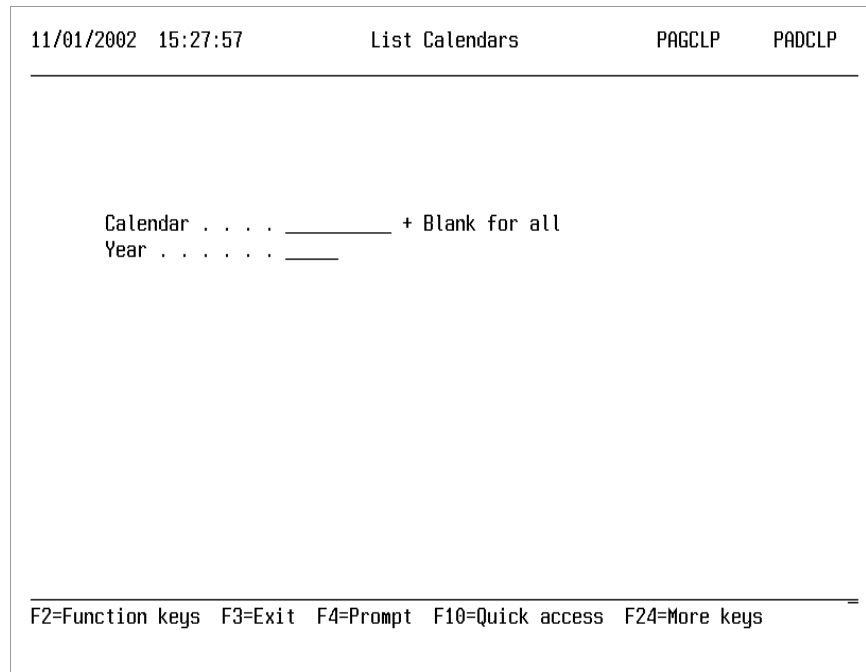 11/01/2002 15:27:57 List Calendars PAGCLP PADCLP
Calendar . . . . __________ + Blank for all
Year . . . . . . _____
F2=Function keys F3=Exit F4=Prompt F10=Quick access F24=More keys